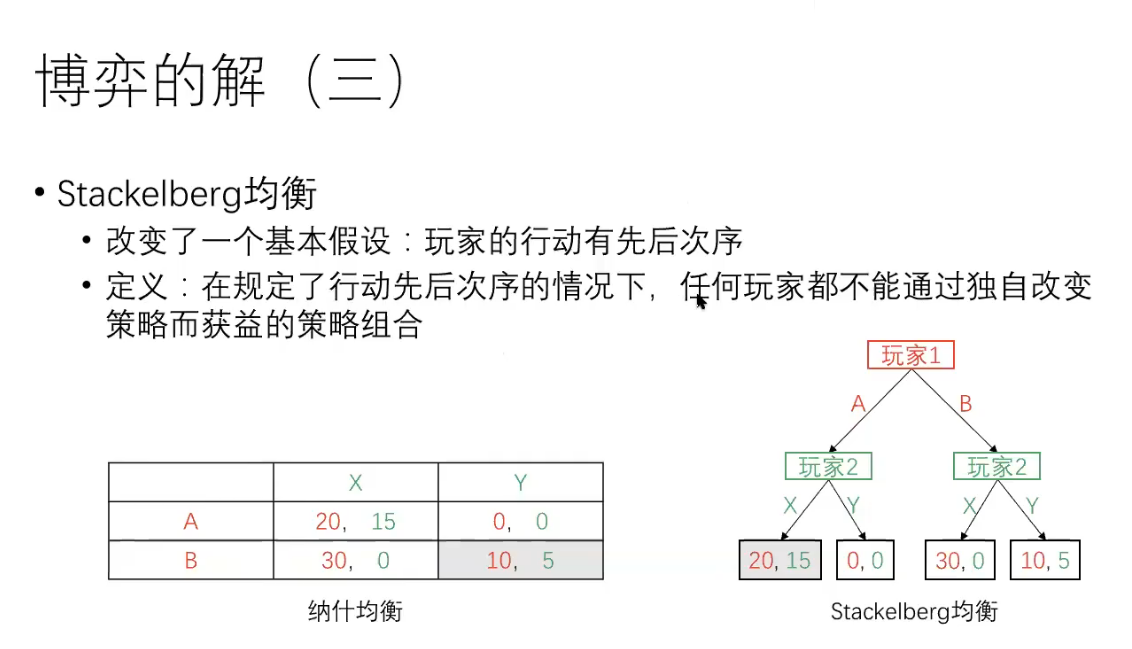 博弈的解（三）
• Stackelberg均衡
• 改变了一个基本假设：玩家的行动有先后次序
• 定义：在规定了行动先后次序的情况下，任何玩家都不能通过独自改变
策略而获益的策略组合
X Y
A 20, 15 0, 0
B 30, 0 10, 5
纳什均衡
玩家1
A B
玩家2 玩家2
X Y X Y
20, 15 0, 0 30, 0 10, 5
Stackelberg均衡